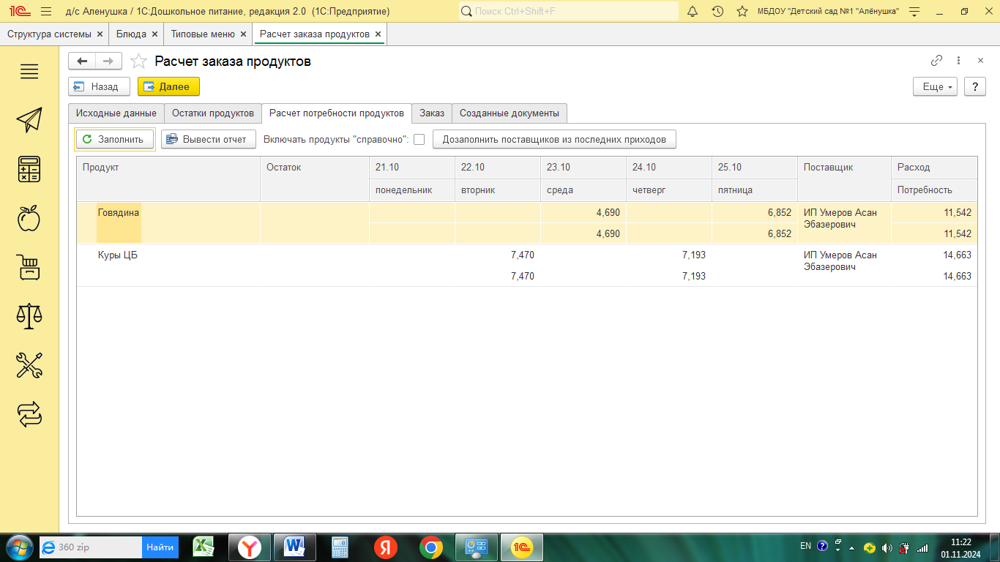 1С д/с Аленушка / 1С:Дошкольное питание, редакция 2.0 (1С:Предприятие) Поиск Ctrl+Shift+F МБДОУ "Детский сад №1 "Алёнушка"
Структура системы × Блюда × Типовые меню × Расчет заказа продуктов ×
Расчет заказа продуктов
Назад Далее Еще ?
Исходные данные Остатки продуктов Расчет потребности продуктов Заказ Созданные документы
Заполнить Вывести отчет Включать продукты "справочно": Дозаполнить поставщиков из последних приходов
Продукт Остаток 21.10 22.10 23.10 24.10 25.10 Поставщик Расход
понедельник вторник среда четверг пятница Потребность
Говядина 4,690 6,852 ИП Умеров Асан 11,542
Эбазерович
4,690 6,852 11,542
Куры ЦБ 7,470 7,193 ИП Умеров Асан 14,663
Эбазерович
7,470 7,193 14,663
360 zip Найти EN 11:22
01.11.2024